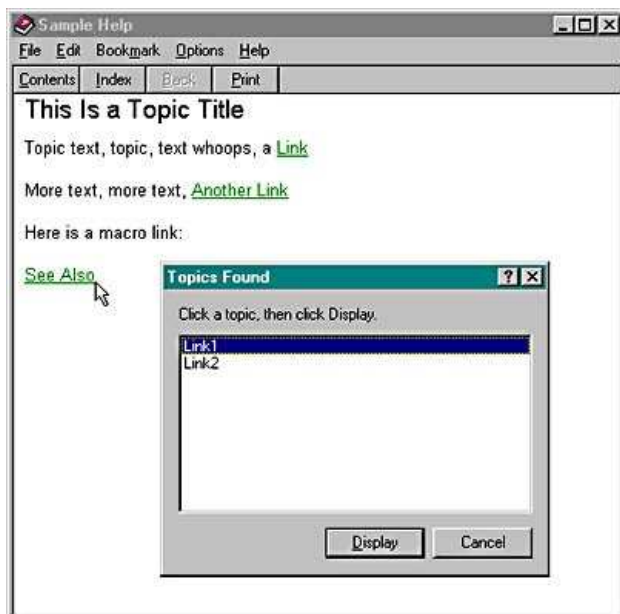 Sample Help
File Edit Bookmark Options Help
Contents Index Back Print
This Is a Topic Title
Topic text, topic, text whoops, a Link
More text, more text, Another Link
Here is a macro link:
See Also
Topics Found
Click a topic, then click Display.
Link1
Link2
Display Cancel